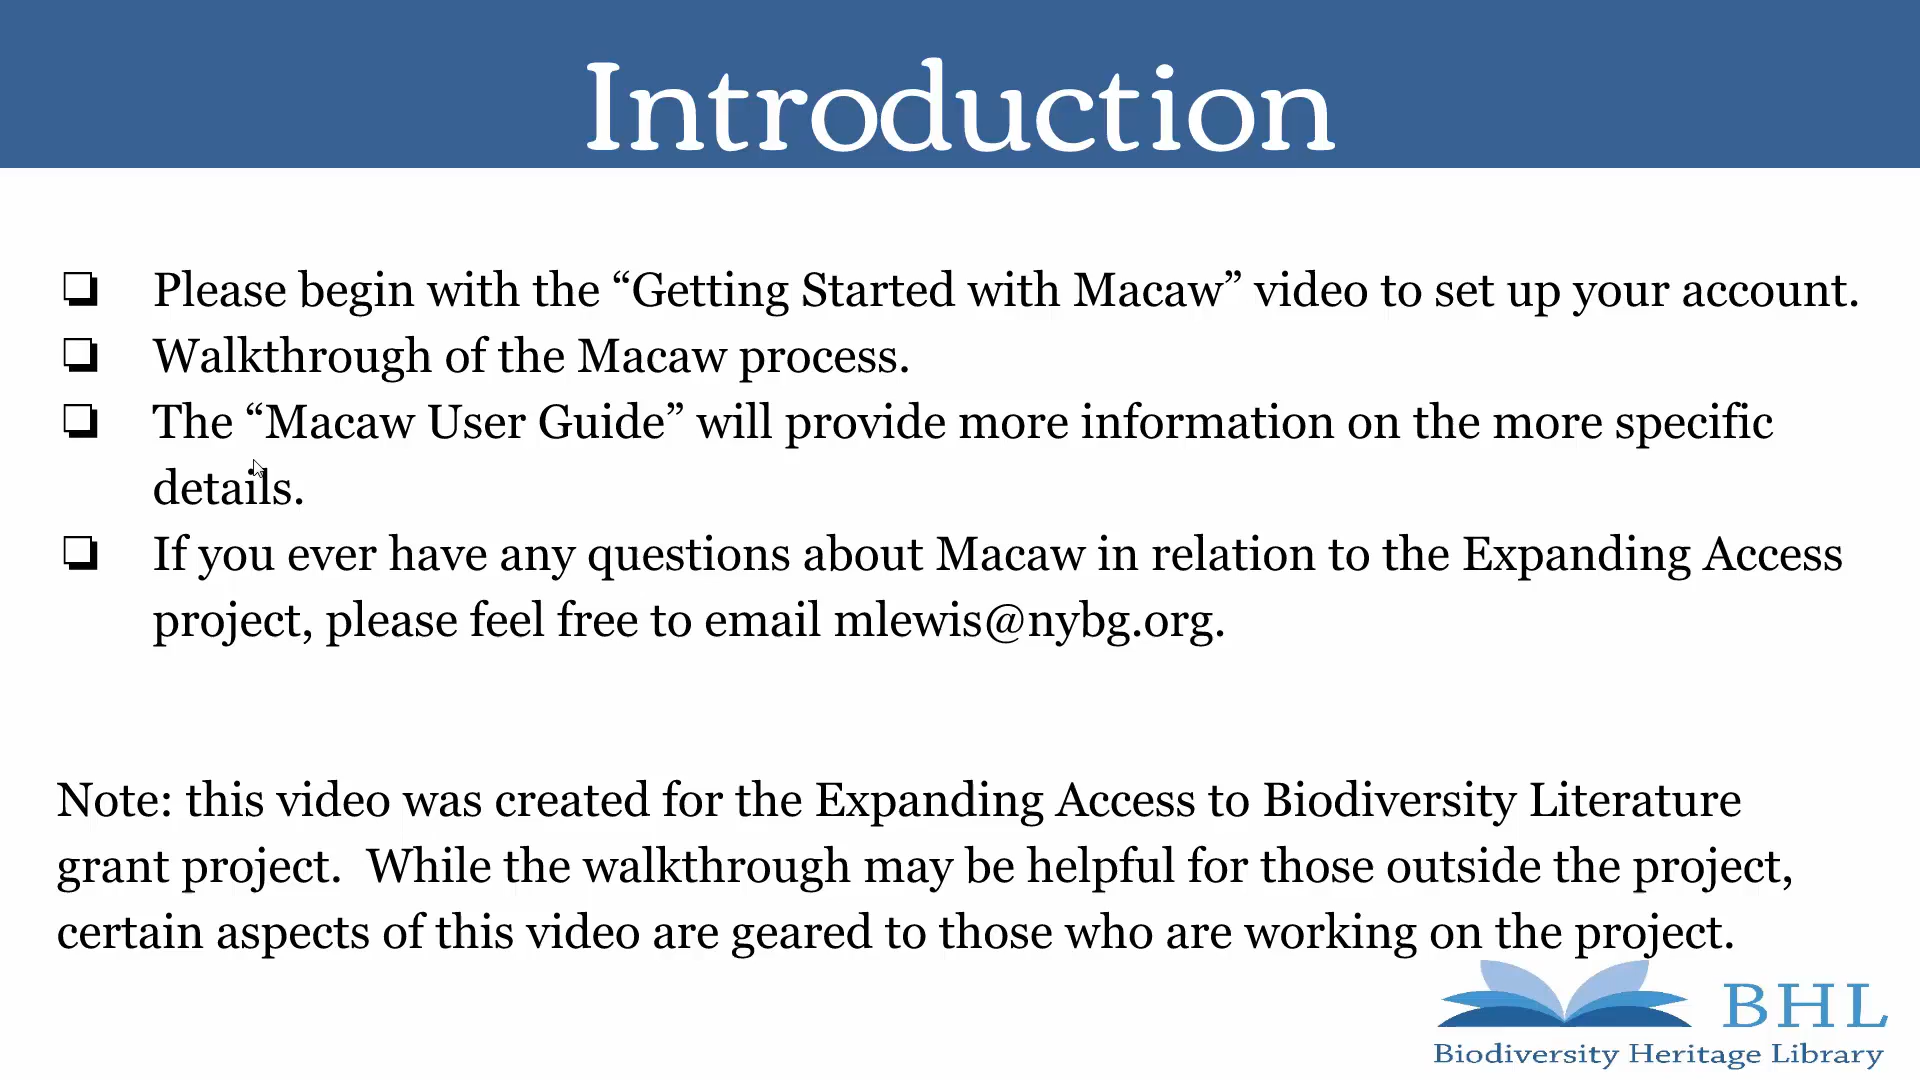 Introduction
❏ Please begin with the “Getting Started with Macaw” video to set up your account.
❏ Walkthrough of the Macaw process.
❏ The “Macaw User Guide” will provide more information on the more specific
details.
❏ If you ever have any questions about Macaw in relation to the Expanding Access
project, please feel free to email mlewis@nybg.org.
Note: this video was created for the Expanding Access to Biodiversity Literature
grant project.  While the walkthrough may be helpful for those outside the project,
certain aspects of this video are geared to those who are working on the project.
BHL
Biodiversity Heritage Library